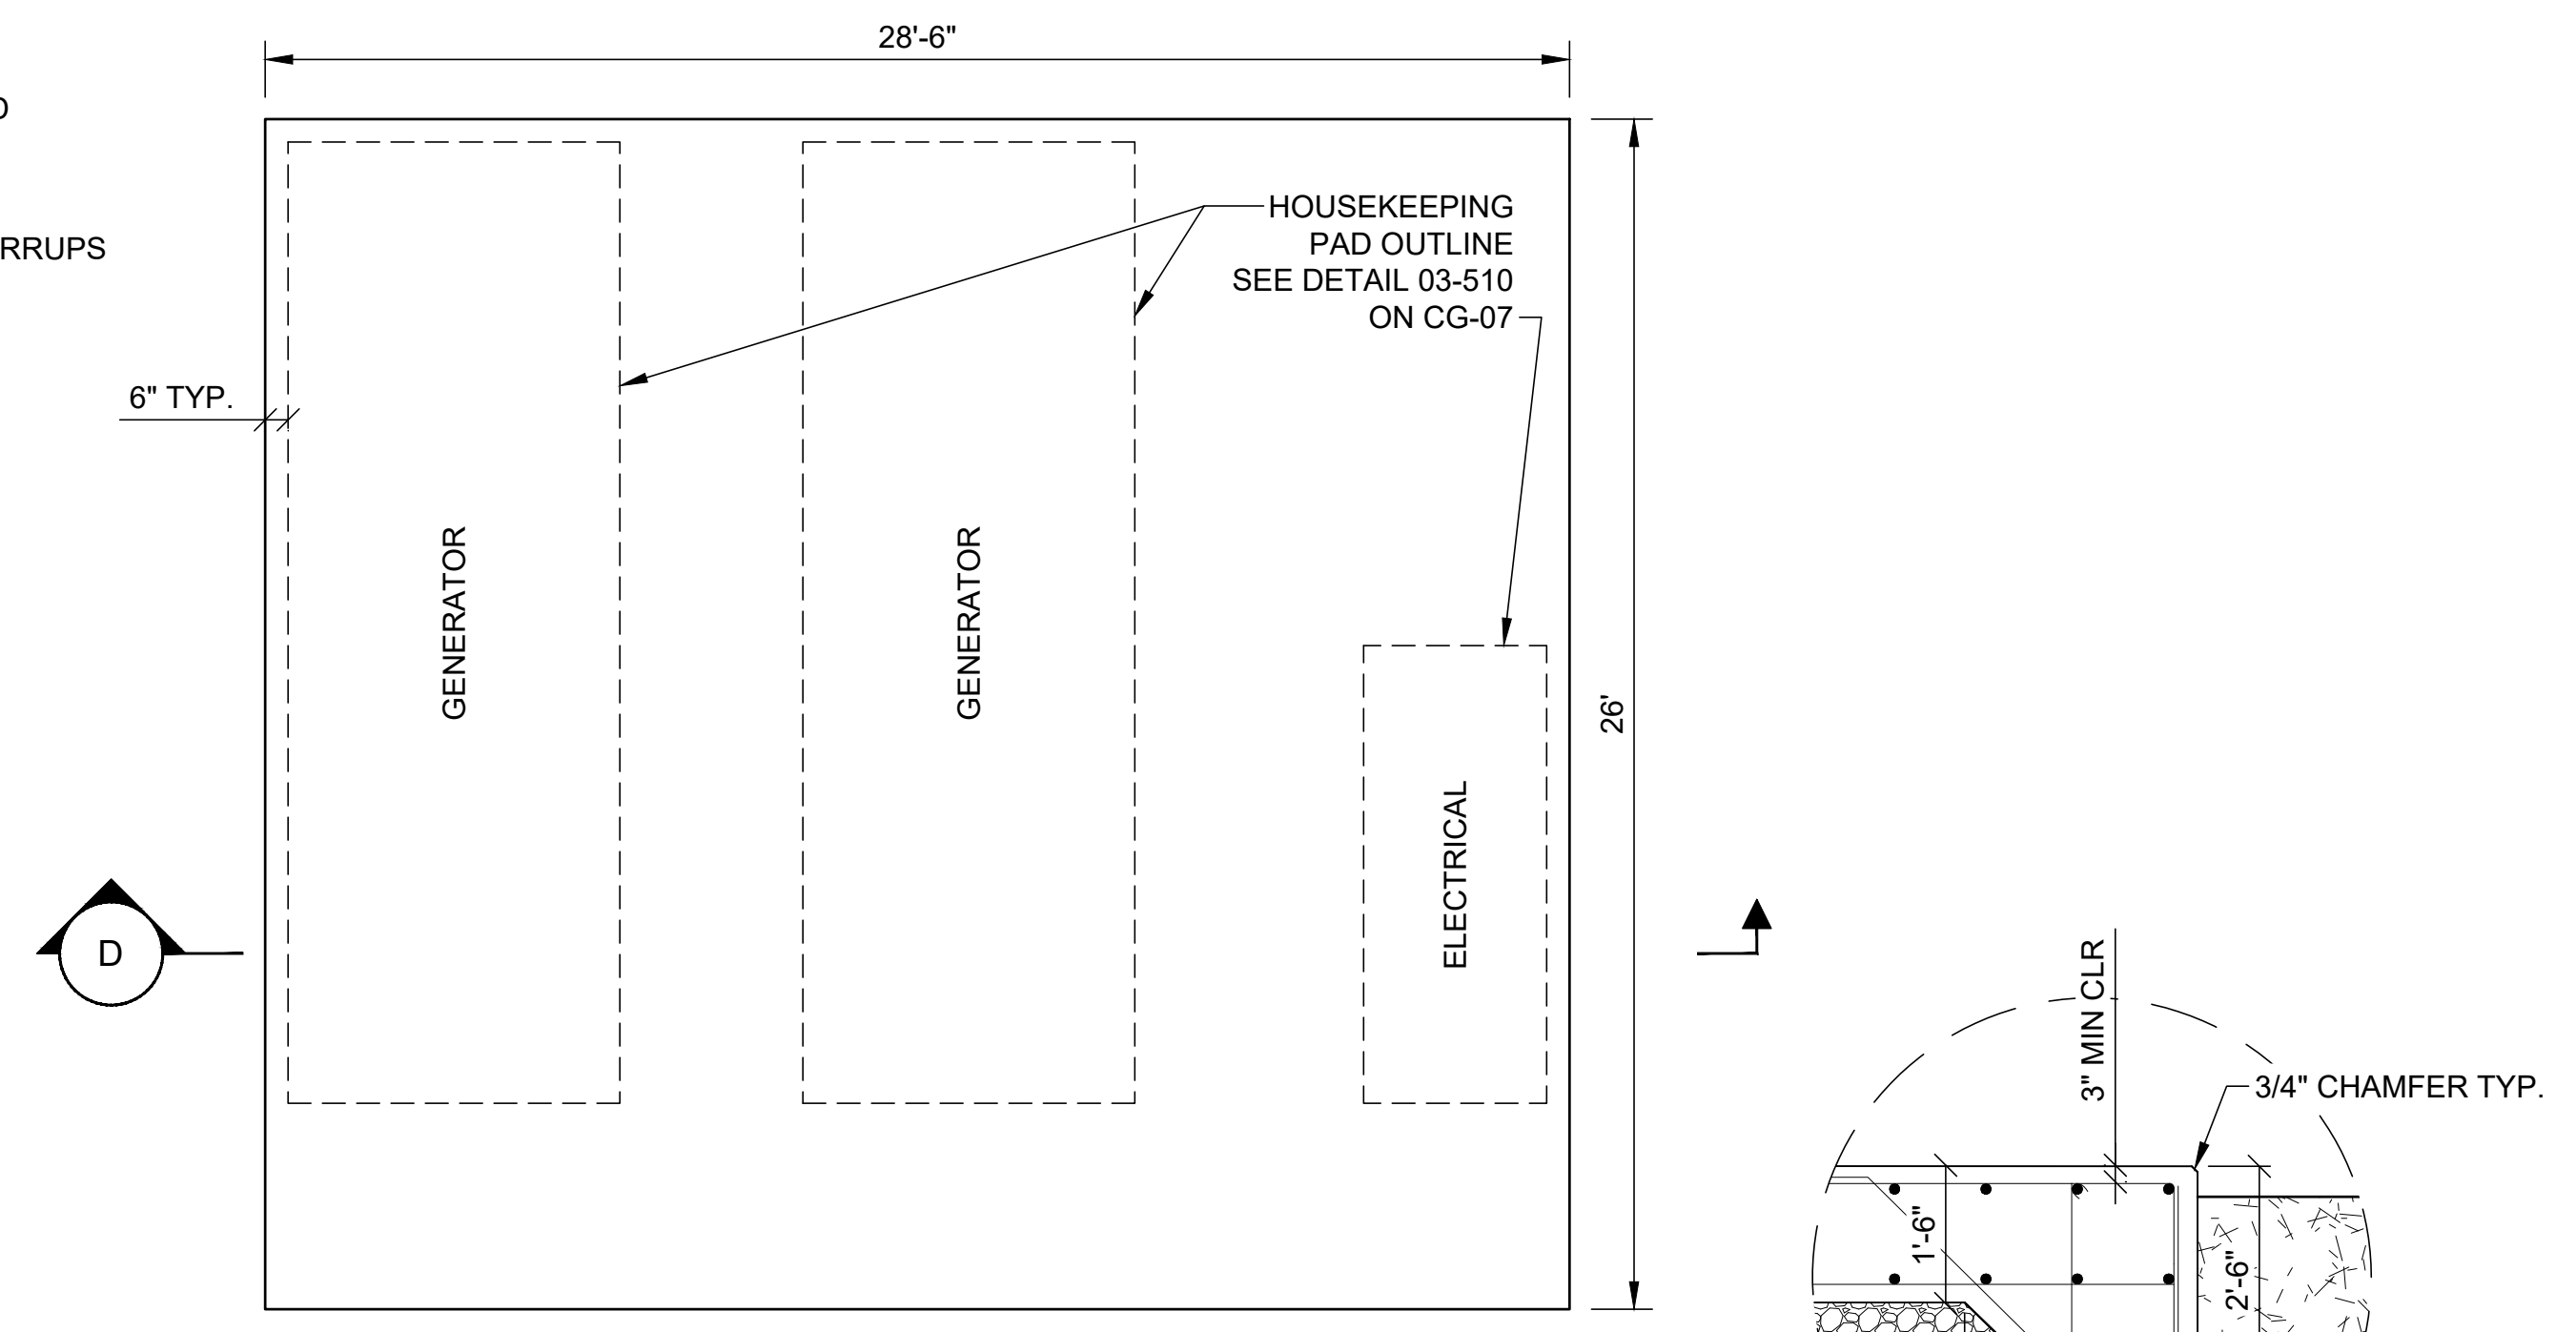 28'-6"
RRUPS
HOUSEKEEPING
PAD OUTLINE
SEE DETAIL 03-510
ON CG-07
6" TYP.
GENERATOR
GENERATOR
ELECTRICAL
26'
D
3" MIN CLR
3/4" CHAMFER TYP.
1'-6"
2'-6"